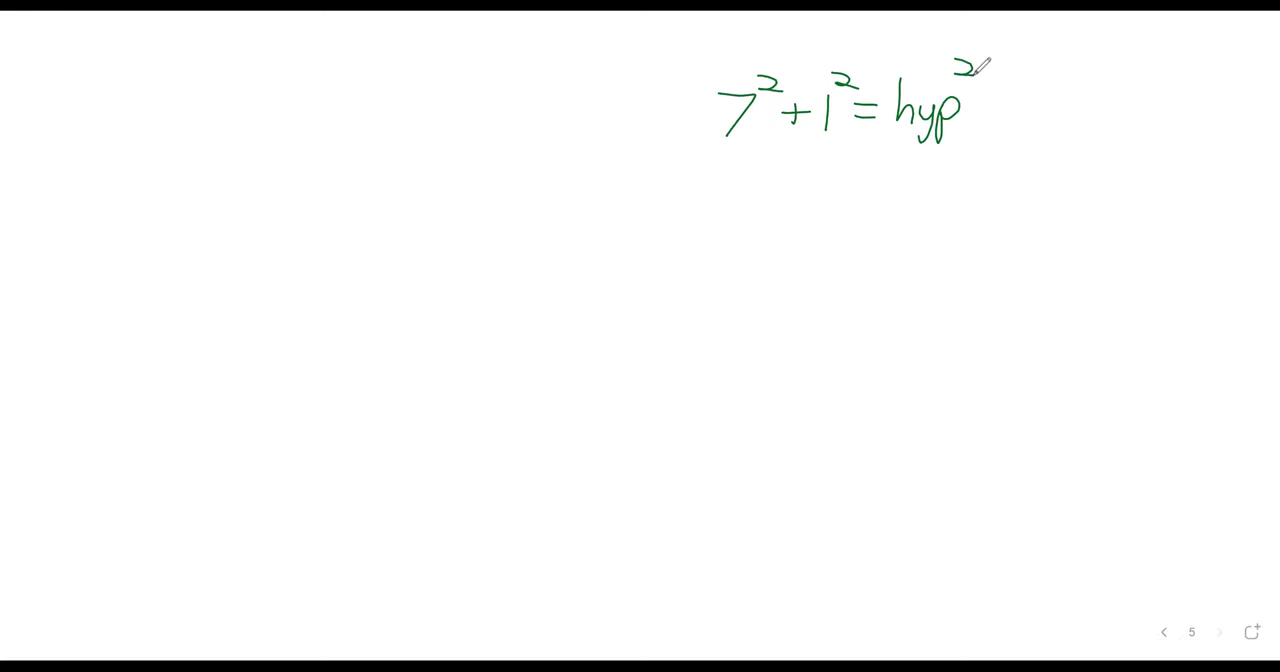 7² + 1² = hyp²
5